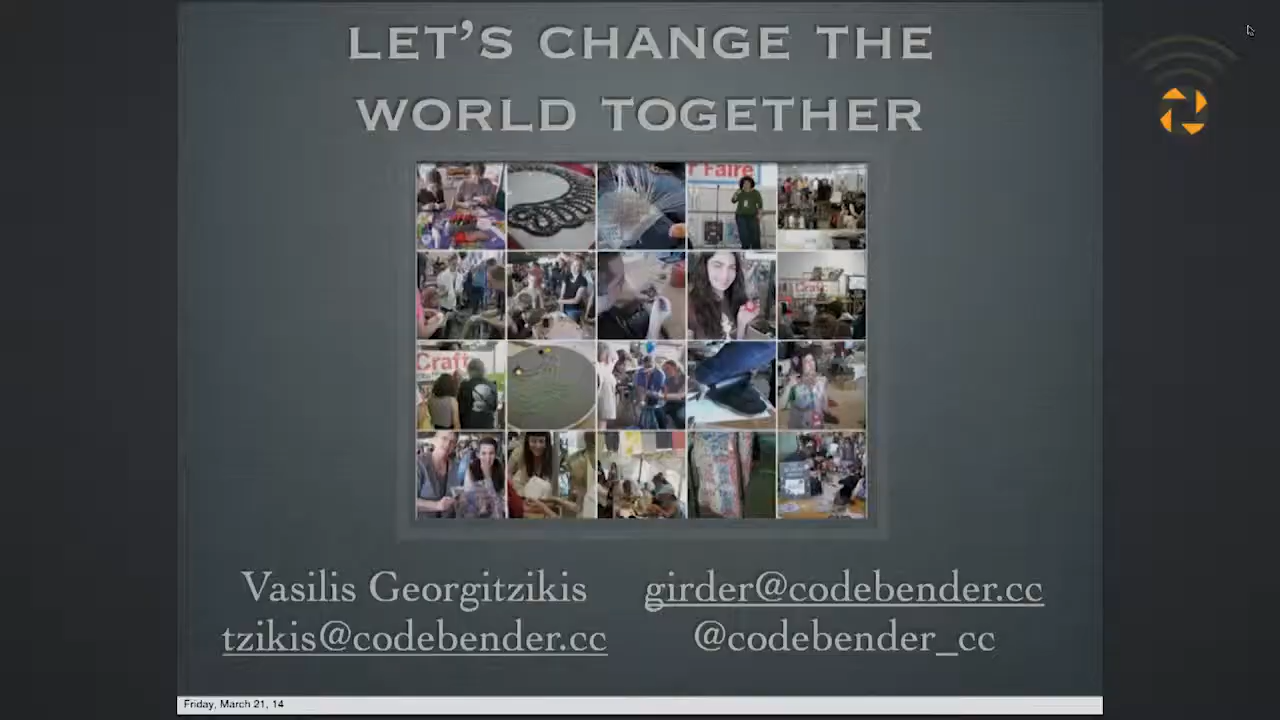 LET'S CHANGE THE
WORLD TOGETHER
r Faire
Craft
Craft
Vasilis Georgitzikis
girder@codebender.cc
tzikis@codebender.cc
@codebender_cc
Friday, March 21, 14